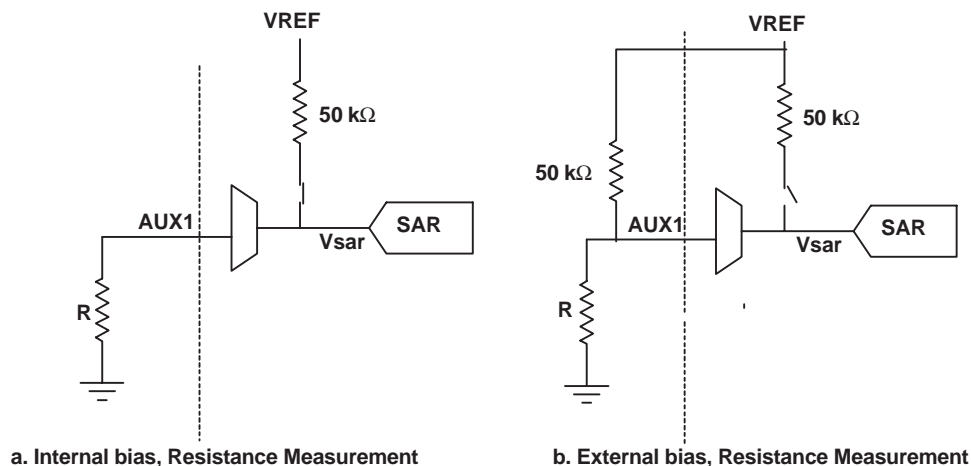 VREF
50 kΩ
AUX1
Vsar
SAR
R
a. Internal bias, Resistance Measurement
VREF
50 kΩ
50 kΩ
AUX1
Vsar
SAR
R
b. External bias, Resistance Measurement